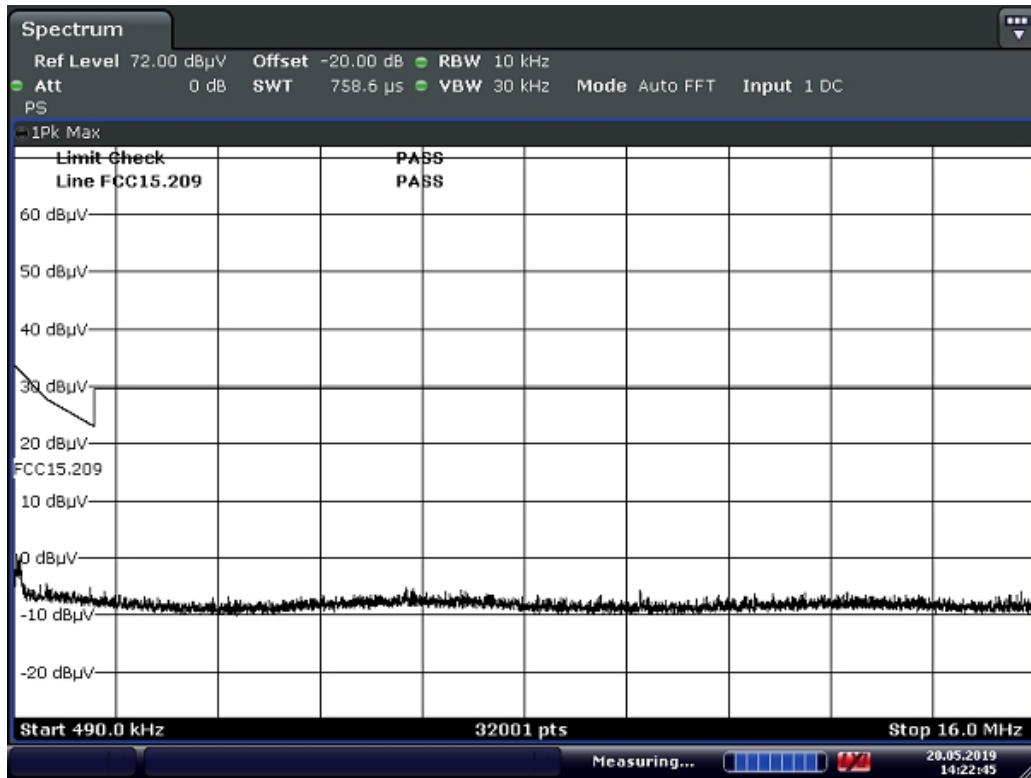 Spectrum
Ref Level 72.00 dBµV Offset -20.00 dB RBW 10 kHz
Att 0 dB SWT 758.6 µs VBW 30 kHz Mode Auto FFT Input 1 DC
PS
1Pk Max
Limit Check PASS
Line FCC15.209 PASS
60 dBµV
50 dBµV
40 dBµV
30 dBµV
20 dBµV
FCC15.209
10 dBµV
0 dBµV
-10 dBµV
-20 dBµV
Start 490.0 kHz 32001 pts Stop 16.0 MHz
Measuring... 20.05.2019
14:22:45